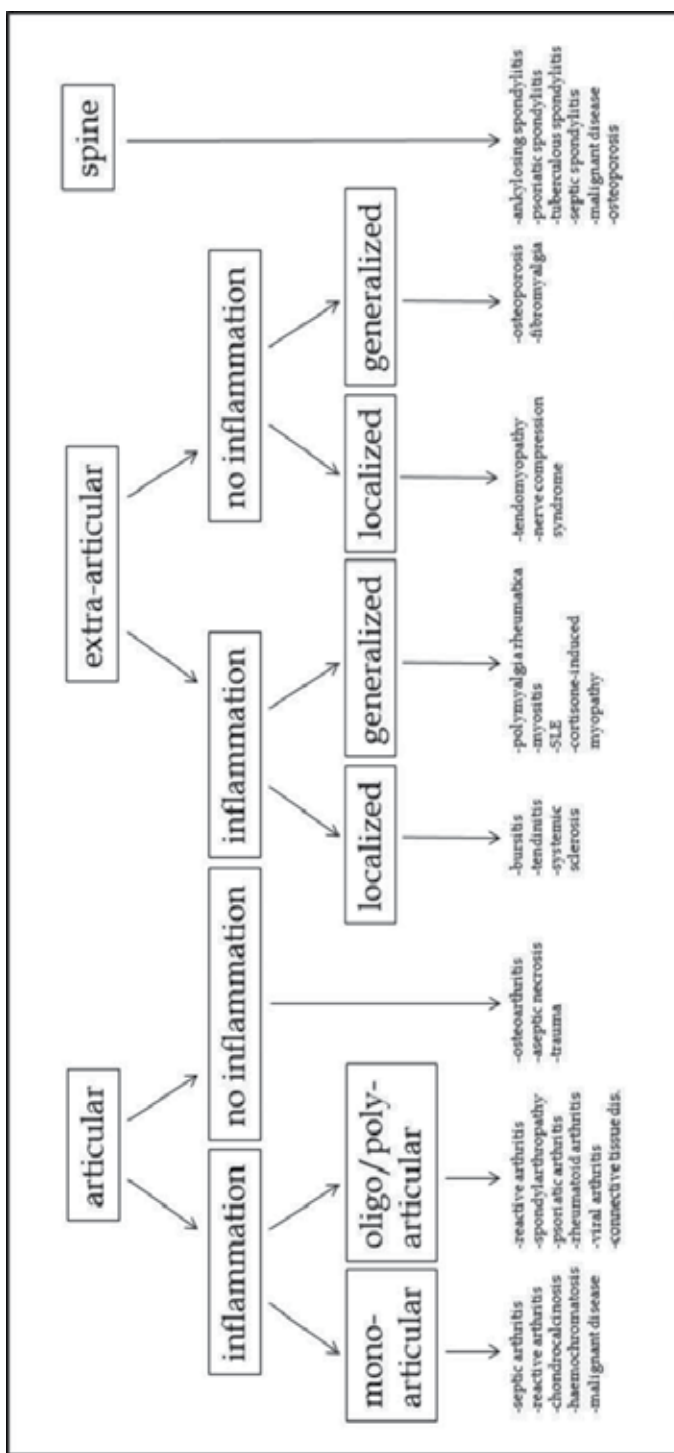 articular
extra-articular
spine
inflammation
no inflammation
inflammation
no inflammation
mono-
articular
oligo/poly-
articular
localized
generalized
localized
generalized
-septic arthritis
-reactive arthritis
-chondrocalcinosis
-haemochromatosis
-malignant disease
-reactive arthritis
-spondylarthropathy
-psoriatic arthritis
-rheumatoid arthritis
-viral arthritis
-connective tissue dis.
-osteoarthritis
-aseptic necrosis
-trauma
-bursitis
-tendinitis
-systemic
sclerosis
-polymyalgia rheumatica
-myositis
-SLE
-cortisone-induced
myopathy
-tendomyopathy
-nerve compression
syndrome
-osteoporosis
-fibromyalgia
-ankylosing spondylitis
-psoriatic spondylitis
-tuberculous spondylitis
-septic spondylitis
-malignant disease
-osteoporosis